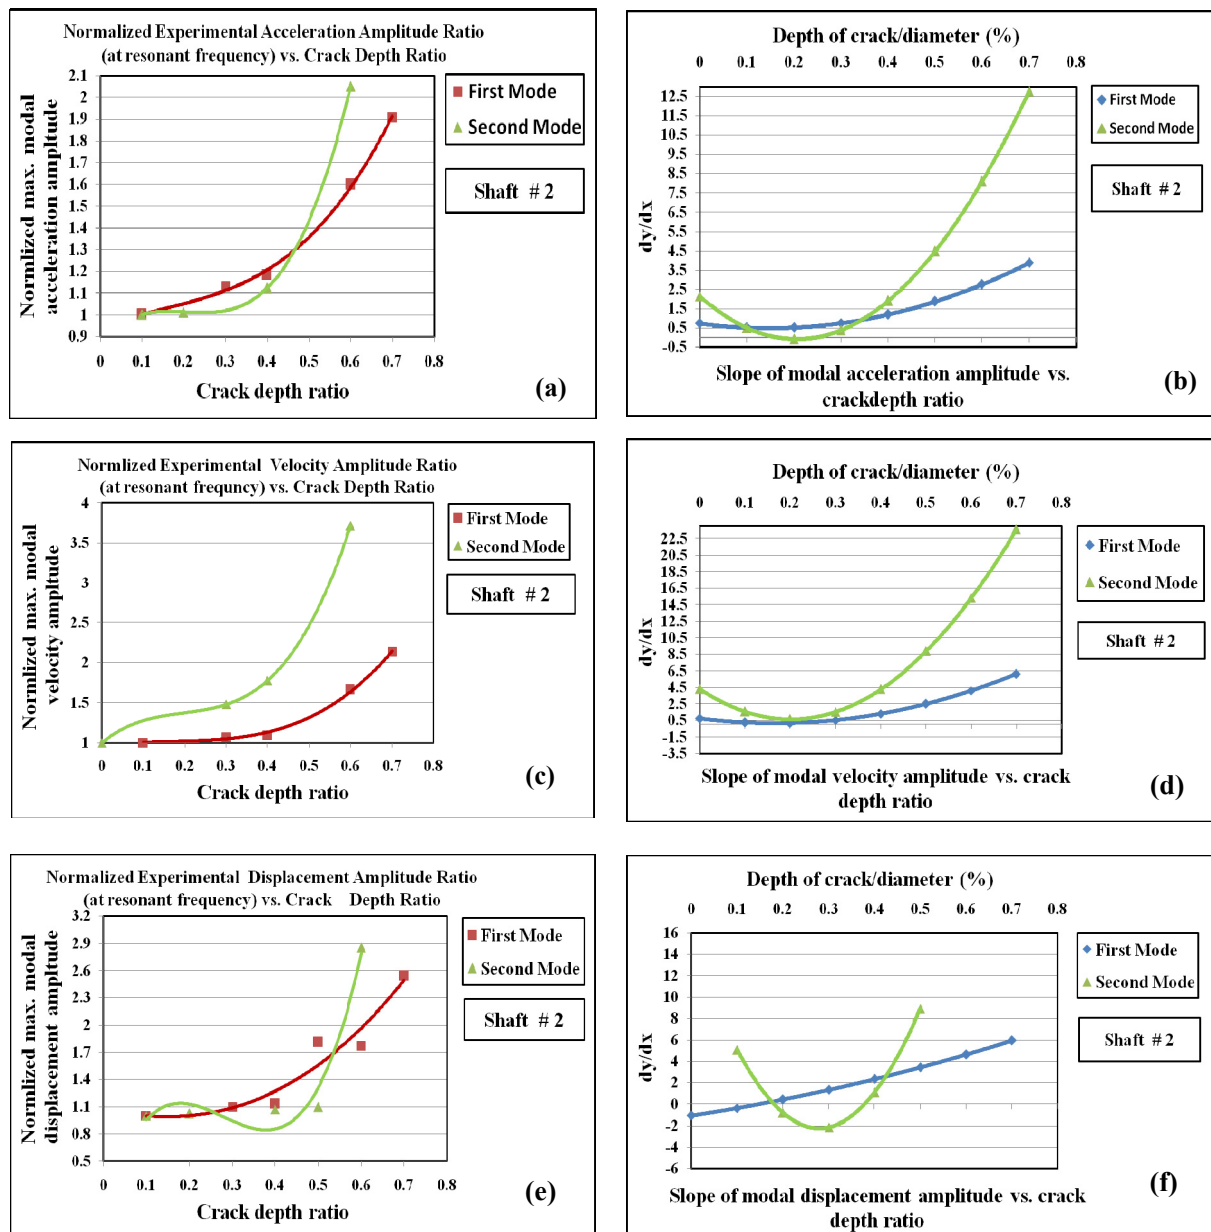 Normalized Experimental Acceleration Amplitude Ratio
(at resonant frequency) vs. Crack Depth Ratio
2.1
2
1.9
1.8
1.7
1.6
1.5
1.4
1.3
1.2
1.1
1
0.9
0 0.1 0.2 0.3 0.4 0.5 0.6 0.7 0.8
Normlized max. modal
acceleration ampltude
Crack depth ratio
First Mode
Second Mode
Shaft # 2
(a)
Depth of crack/diameter (%)
0 0.1 0.2 0.3 0.4 0.5 0.6 0.7 0.8
12.5
11.5
10.5
9.5
8.5
7.5
6.5
5.5
4.5
3.5
2.5
1.5
0.5
-0.5
dy/dx
First Mode
Second Mode
Shaft # 2
Slope of modal acceleration amplitude vs.
crackdepth ratio
(b)
Normlized Experimental Velocity Amplitude Ratio
(at resonant frequncy) vs. Crack Depth Ratio
4
3.5
3
2.5
2
1.5
1
0 0.1 0.2 0.3 0.4 0.5 0.6 0.7 0.8
Normlized max. modal
velocity ampltude
Crack depth ratio
First Mode
Second Mode
Shaft # 2
(c)
Depth of crack/diameter (%)
0 0.1 0.2 0.3 0.4 0.5 0.6 0.7 0.8
22.5
20.5
18.5
16.5
14.5
12.5
10.5
8.5
6.5
4.5
2.5
0.5
-1.5
-3.5
dy/dx
First Mode
Second Mode
Shaft # 2
Slope of modal velocity amplitude vs. crack
depth ratio
(d)
Normalized Experimental Displacement Amplitude Ratio
(at resonant frequency) vs. Crack Depth Ratio
3.2
2.9
2.6
2.3
2
1.7
1.4
1.1
0.8
0.5
0 0.1 0.2 0.3 0.4 0.5 0.6 0.7 0.8
Normlized max. modal
displacement ampltude
Crack depth ratio
First Mode
Second Mode
Shaft # 2
(e)
Depth of crack/diameter (%)
0 0.1 0.2 0.3 0.4 0.5 0.6 0.7 0.8
16
14
12
10
8
6
4
2
0
-2
-4
-6
dy/dx
First Mode
Second Mode
Shaft # 2
Slope of modal displacement amplitude vs. crack
depth ratio
(f)